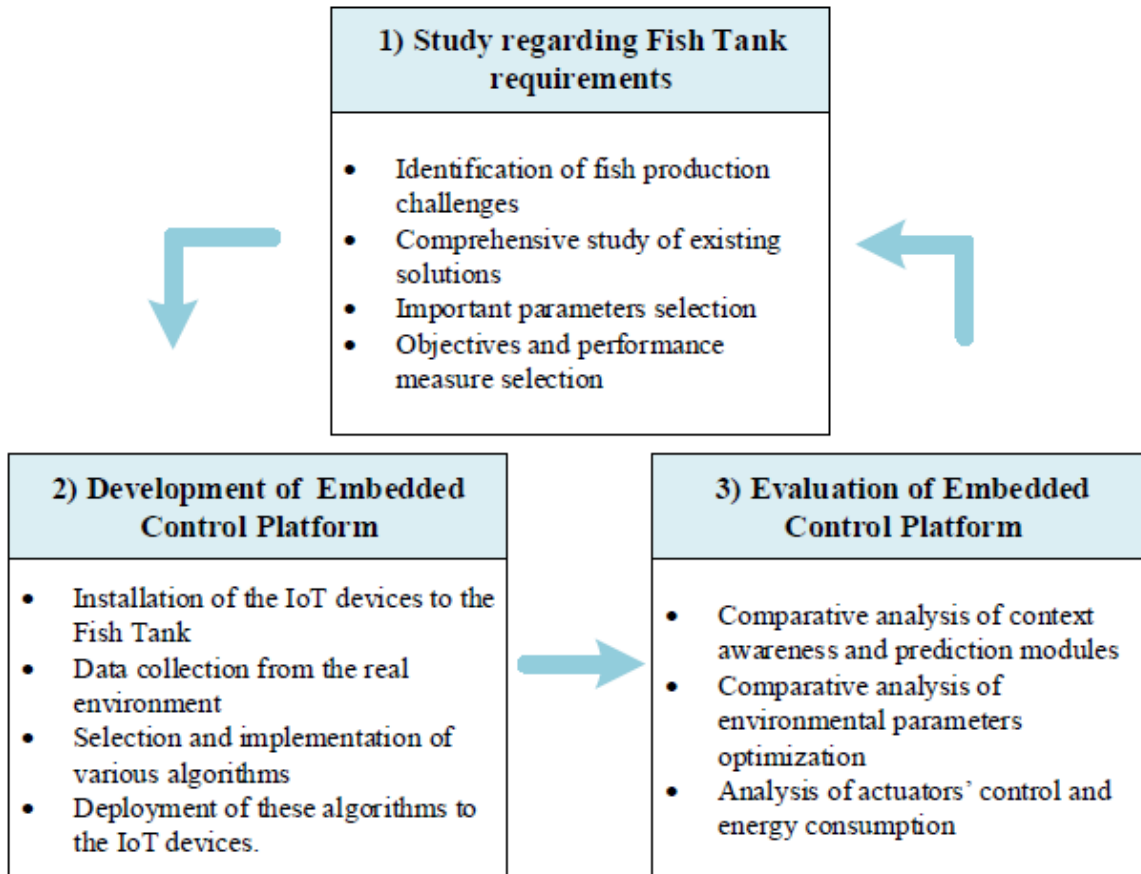 1) Study regarding Fish Tank
requirements
• Identification of fish production
challenges
• Comprehensive study of existing
solutions
• Important parameters selection
• Objectives and performance
measure selection
2) Development of Embedded
Control Platform
• Installation of the IoT devices to the
Fish Tank
• Data collection from the real
environment
• Selection and implementation of
various algorithms
• Deployment of these algorithms to
the IoT devices.
3) Evaluation of Embedded
Control Platform
• Comparative analysis of context
awareness and prediction modules
• Comparative analysis of
environmental parameters
optimization
• Analysis of actuators’ control and
energy consumption